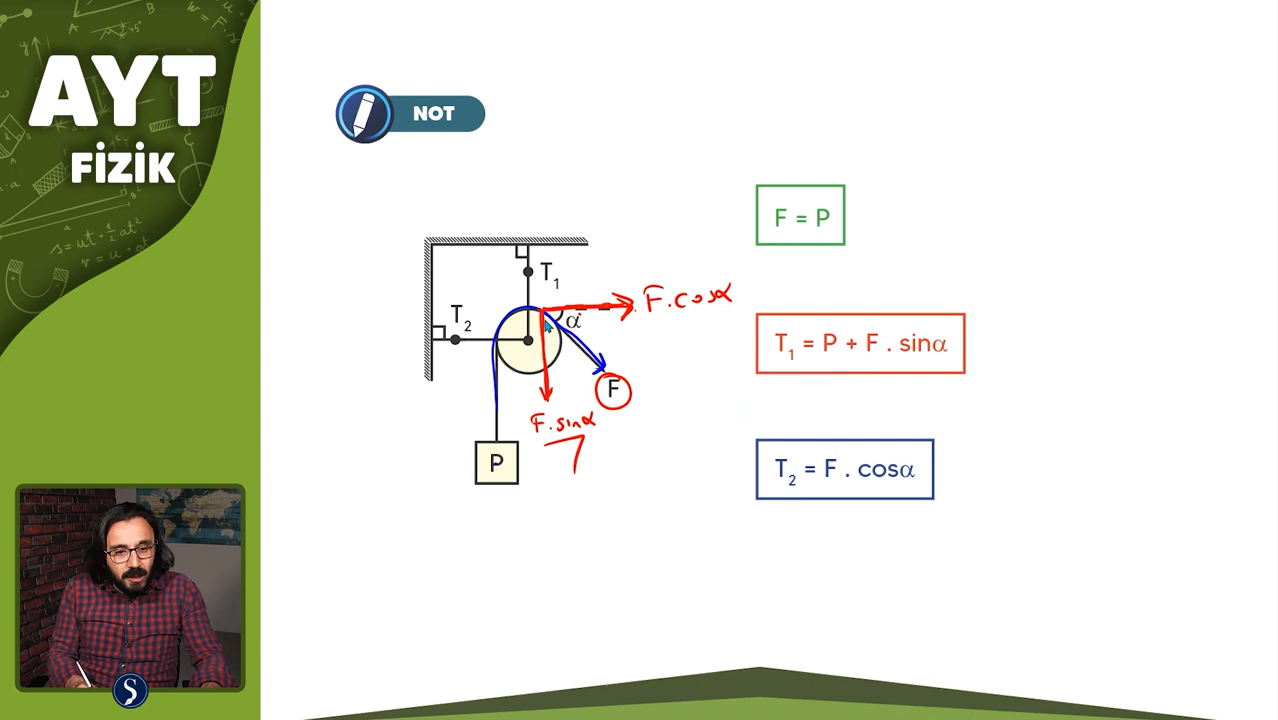 AYT
FİZİK
NOT
F = P
T1
F.cosα
T2
α
T1 = P + F . sinα
F
F.sinα
P
T2 = F . cosα
S